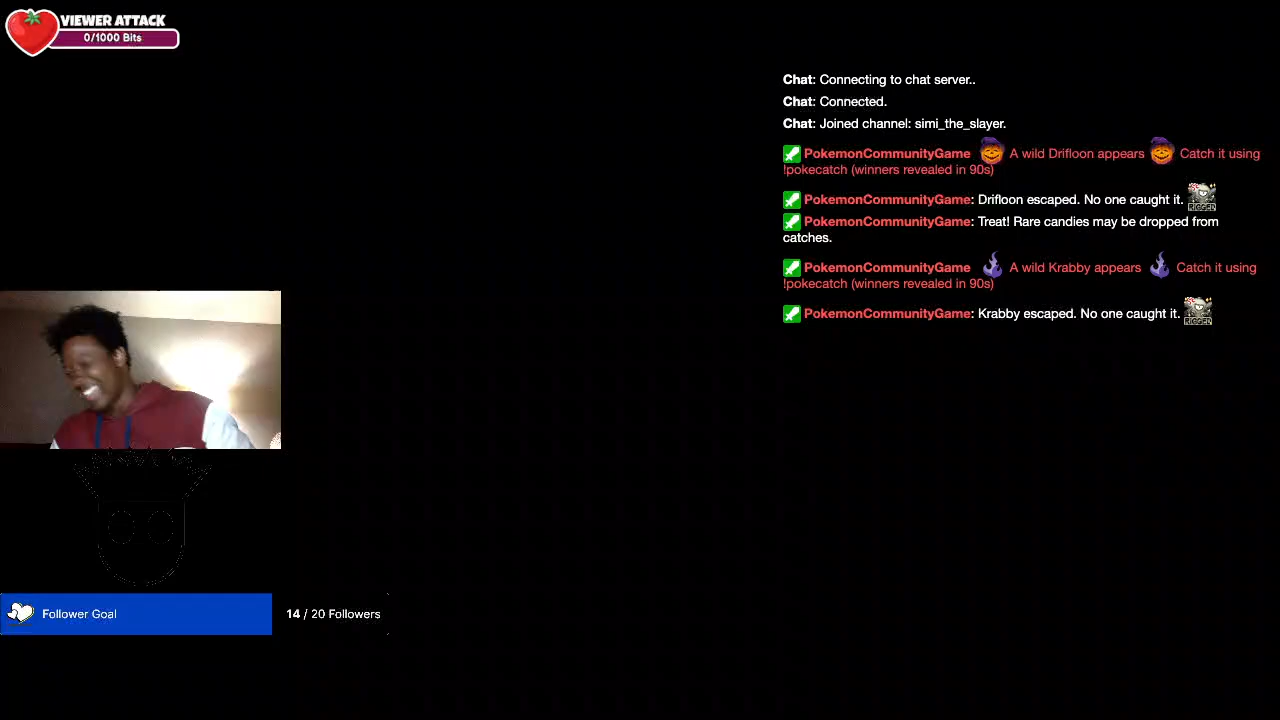 VIEWER ATTACK
0/1000 Bits
Chat: Connecting to chat server..
Chat: Connected.
Chat: Joined channel: simi_the_slayer.
PokemonCommunityGame A wild Drifloon appears Catch it using
!pokecatch (winners revealed in 90s)
PokemonCommunityGame: Drifloon escaped. No one caught it. RIGGED
PokemonCommunityGame: Treat! Rare candies may be dropped from
catches.
PokemonCommunityGame A wild Krabby appears Catch it using
!pokecatch (winners revealed in 90s)
PokemonCommunityGame: Krabby escaped. No one caught it. RIGGED
Follower Goal 14 / 20 Followers